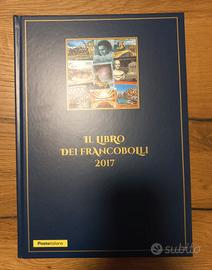 IL LIBRO
DEI FRANCOBOLLI
2017
Posteitaliane
subito